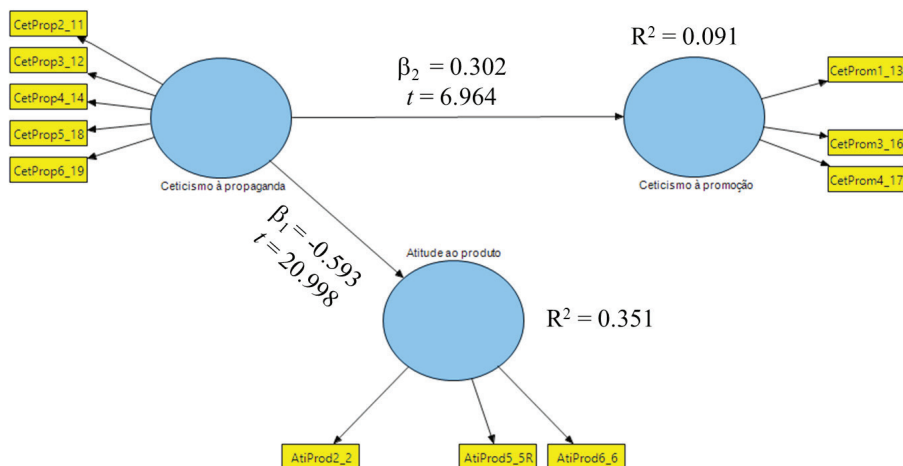 CetProp2_11
CetProp3_12
CetProp4_14
CetProp5_18
CetProp6_19
Ceticismo à propaganda
β₂ = 0.302
t = 6.964
R² = 0.091
CetProm1_13
CetProm3_16
CetProm4_17
Ceticismo à promoção
β₁ = -0.593
t = 20.998
Atitude ao produto
R² = 0.351
AtiProd2_2
AtiProd5_5R
AtiProd6_6